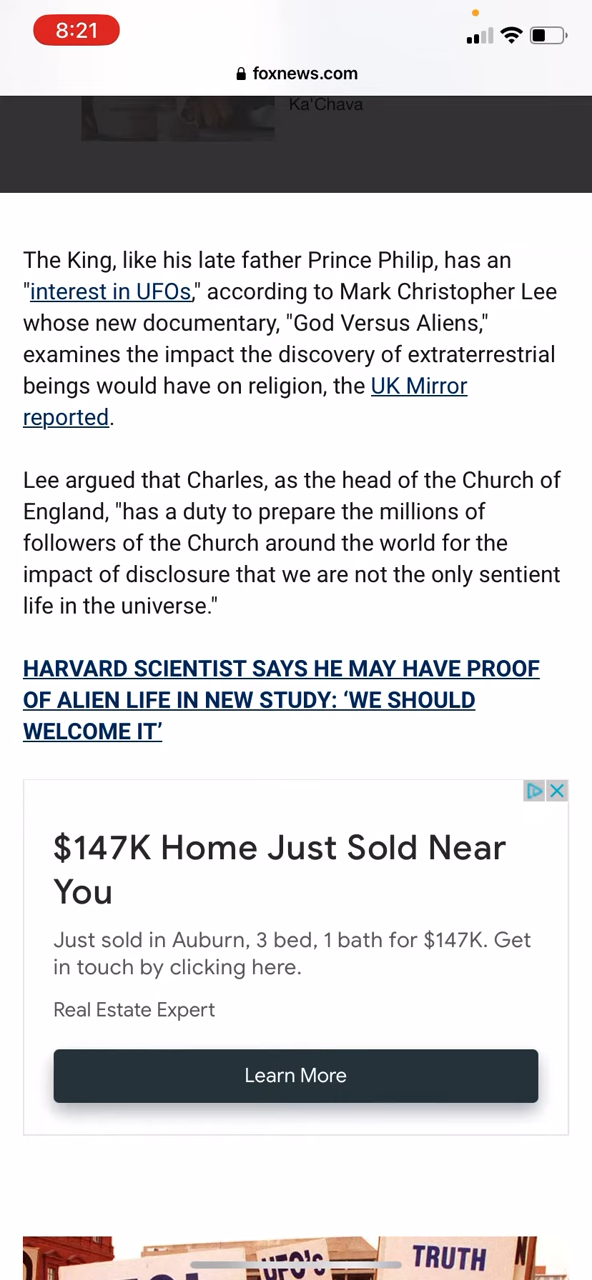 8:21
foxnews.com
Ka'Chava
The King, like his late father Prince Philip, has an
"interest in UFOs," according to Mark Christopher Lee
whose new documentary, "God Versus Aliens,"
examines the impact the discovery of extraterrestrial
beings would have on religion, the UK Mirror
reported.
Lee argued that Charles, as the head of the Church of
England, "has a duty to prepare the millions of
followers of the Church around the world for the
impact of disclosure that we are not the only sentient
life in the universe."
HARVARD SCIENTIST SAYS HE MAY HAVE PROOF
OF ALIEN LIFE IN NEW STUDY: ‘WE SHOULD
WELCOME IT’
$147K Home Just Sold Near
You
Just sold in Auburn, 3 bed, 1 bath for $147K. Get
in touch by clicking here.
Real Estate Expert
Learn More
UFO's
TRUTH